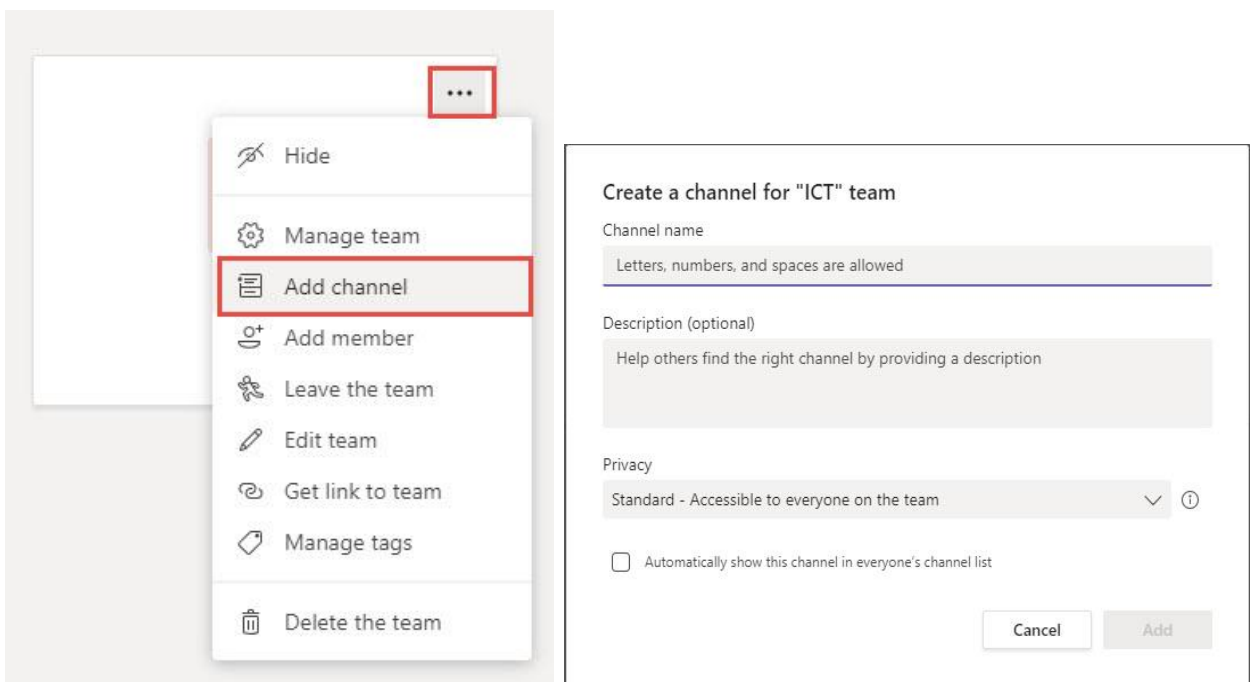 ...
Hide
Manage team
Add channel
Add member
Leave the team
Edit team
Get link to team
Manage tags
Delete the team
Create a channel for "ICT" team
Channel name
Letters, numbers, and spaces are allowed
Description (optional)
Help others find the right channel by providing a description
Privacy
Standard - Accessible to everyone on the team
Automatically show this channel in everyone's channel list
Cancel
Add